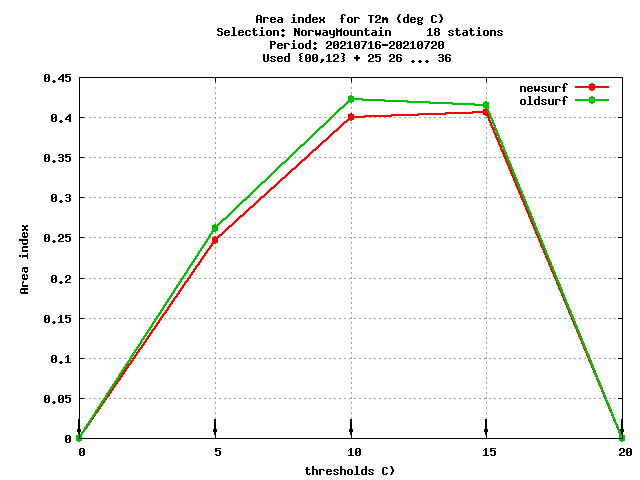 Area index  for T2m (deg C)
Selection: NorwayMountain     18 stations
Period: 20210716-20210720
Used {00,12} + 25 26 ... 36
newsurf
oldsurf
0.45
0.4
0.35
0.3
0.25
0.2
0.15
0.1
0.05
0
Area index
0 5 10 15 20
thresholds C)